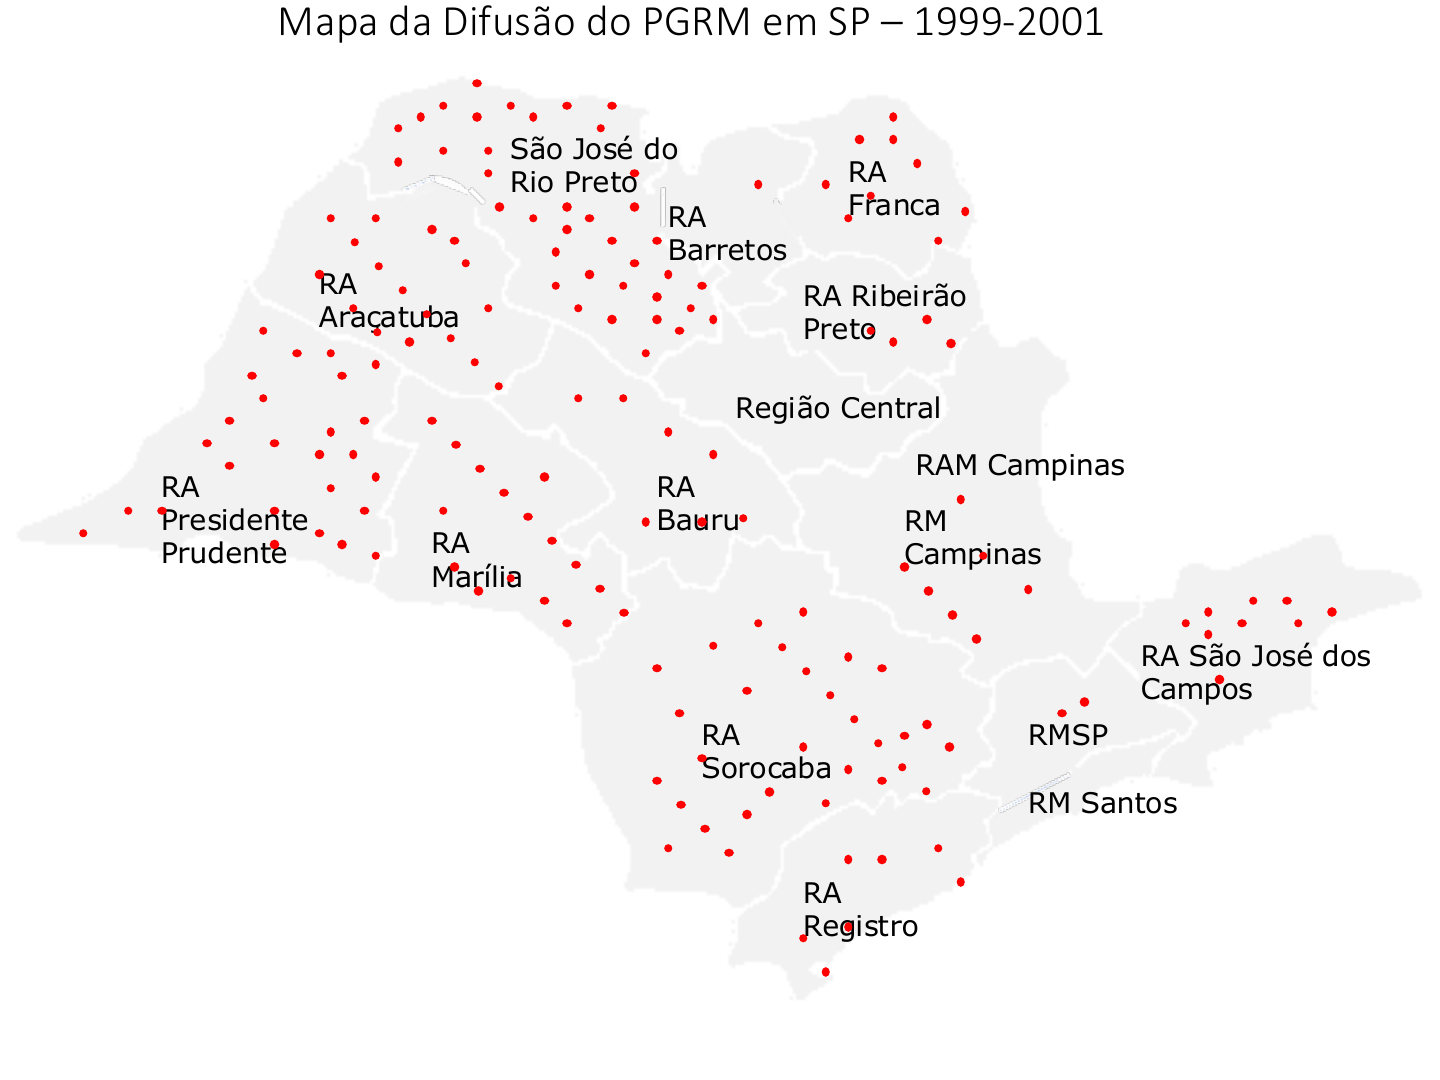 Mapa da Difusão do PGRM em SP – 1999-2001
São José do
Rio Preto
RA
Franca
RA
Barretos
RA
Araçatuba
RA Ribeirão
Preto
Região Central
RAM Campinas
RA
Presidente
Prudente
RA
Bauru
RM
Campinas
RA
Marília
RA São José dos
Campos
RA
Sorocaba
RMSP
RM Santos
RA
Registro